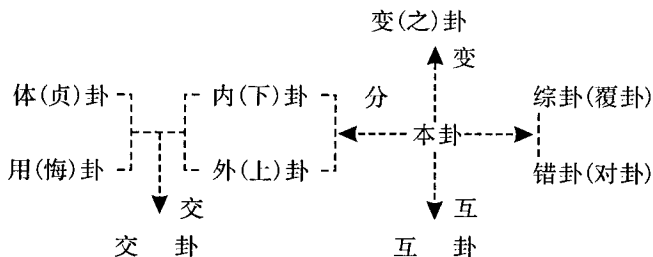 变(之)卦
变
体(贞)卦 内(下)卦 分 综卦(覆卦)
本卦
用(悔)卦 外(上)卦 错卦(对卦)
交 互
交 卦 互 卦